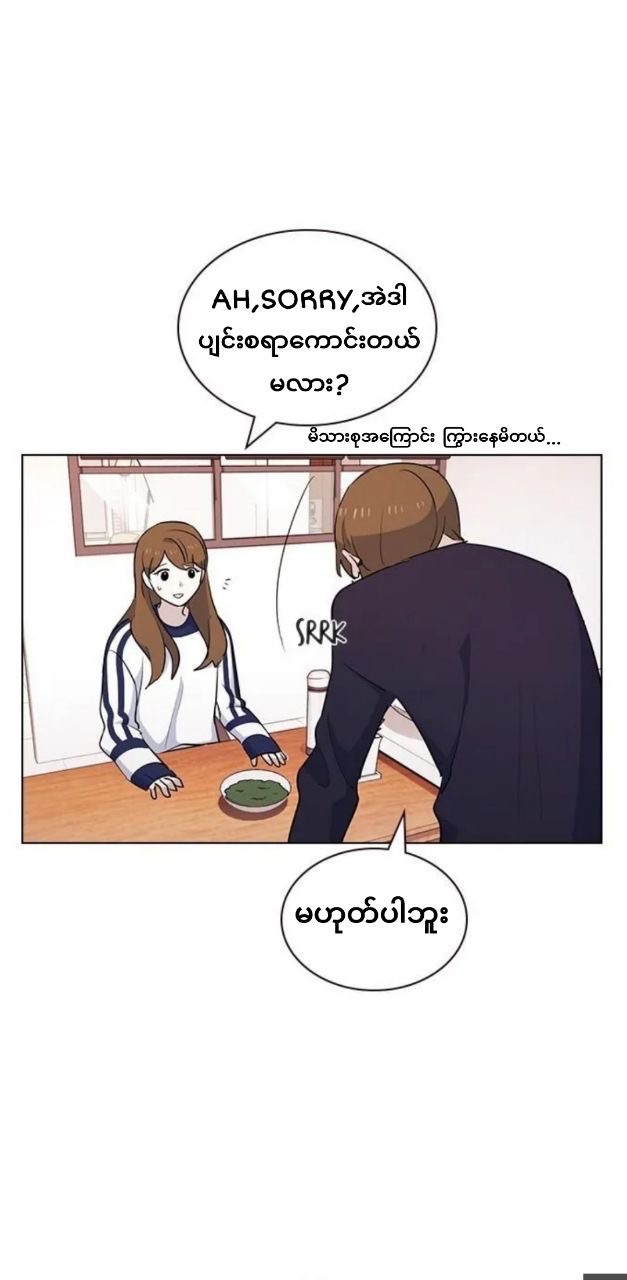 AH,SORRY,အဲဒါ
ပျင်းစရာကောင်းတယ်
မလား?
မိသားစုအကြောင်း ကြွားနေမိတယ်...
SRRK
မဟုတ်ပါဘူး